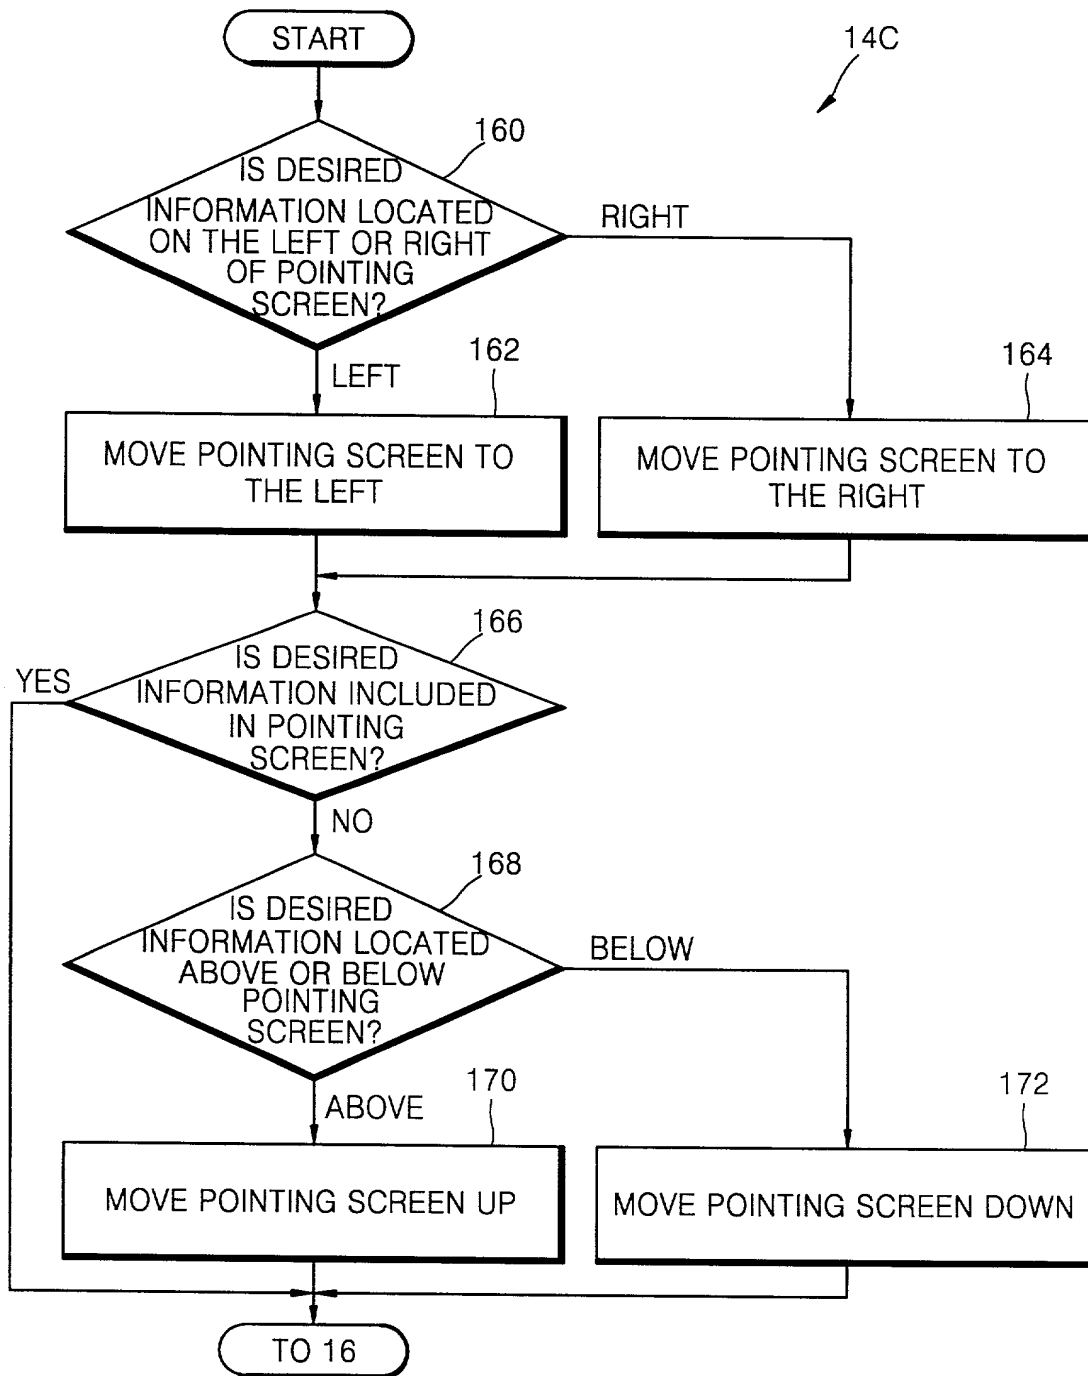 START
14C
160
IS DESIRED
INFORMATION LOCATED
ON THE LEFT OR RIGHT
OF POINTING
SCREEN?
RIGHT
LEFT
162
164
MOVE POINTING SCREEN TO
THE LEFT
MOVE POINTING SCREEN TO
THE RIGHT
166
IS DESIRED
INFORMATION INCLUDED
IN POINTING
SCREEN?
YES
NO
168
IS DESIRED
INFORMATION LOCATED
ABOVE OR BELOW
POINTING
SCREEN?
BELOW
ABOVE
170
172
MOVE POINTING SCREEN UP
MOVE POINTING SCREEN DOWN
TO 16